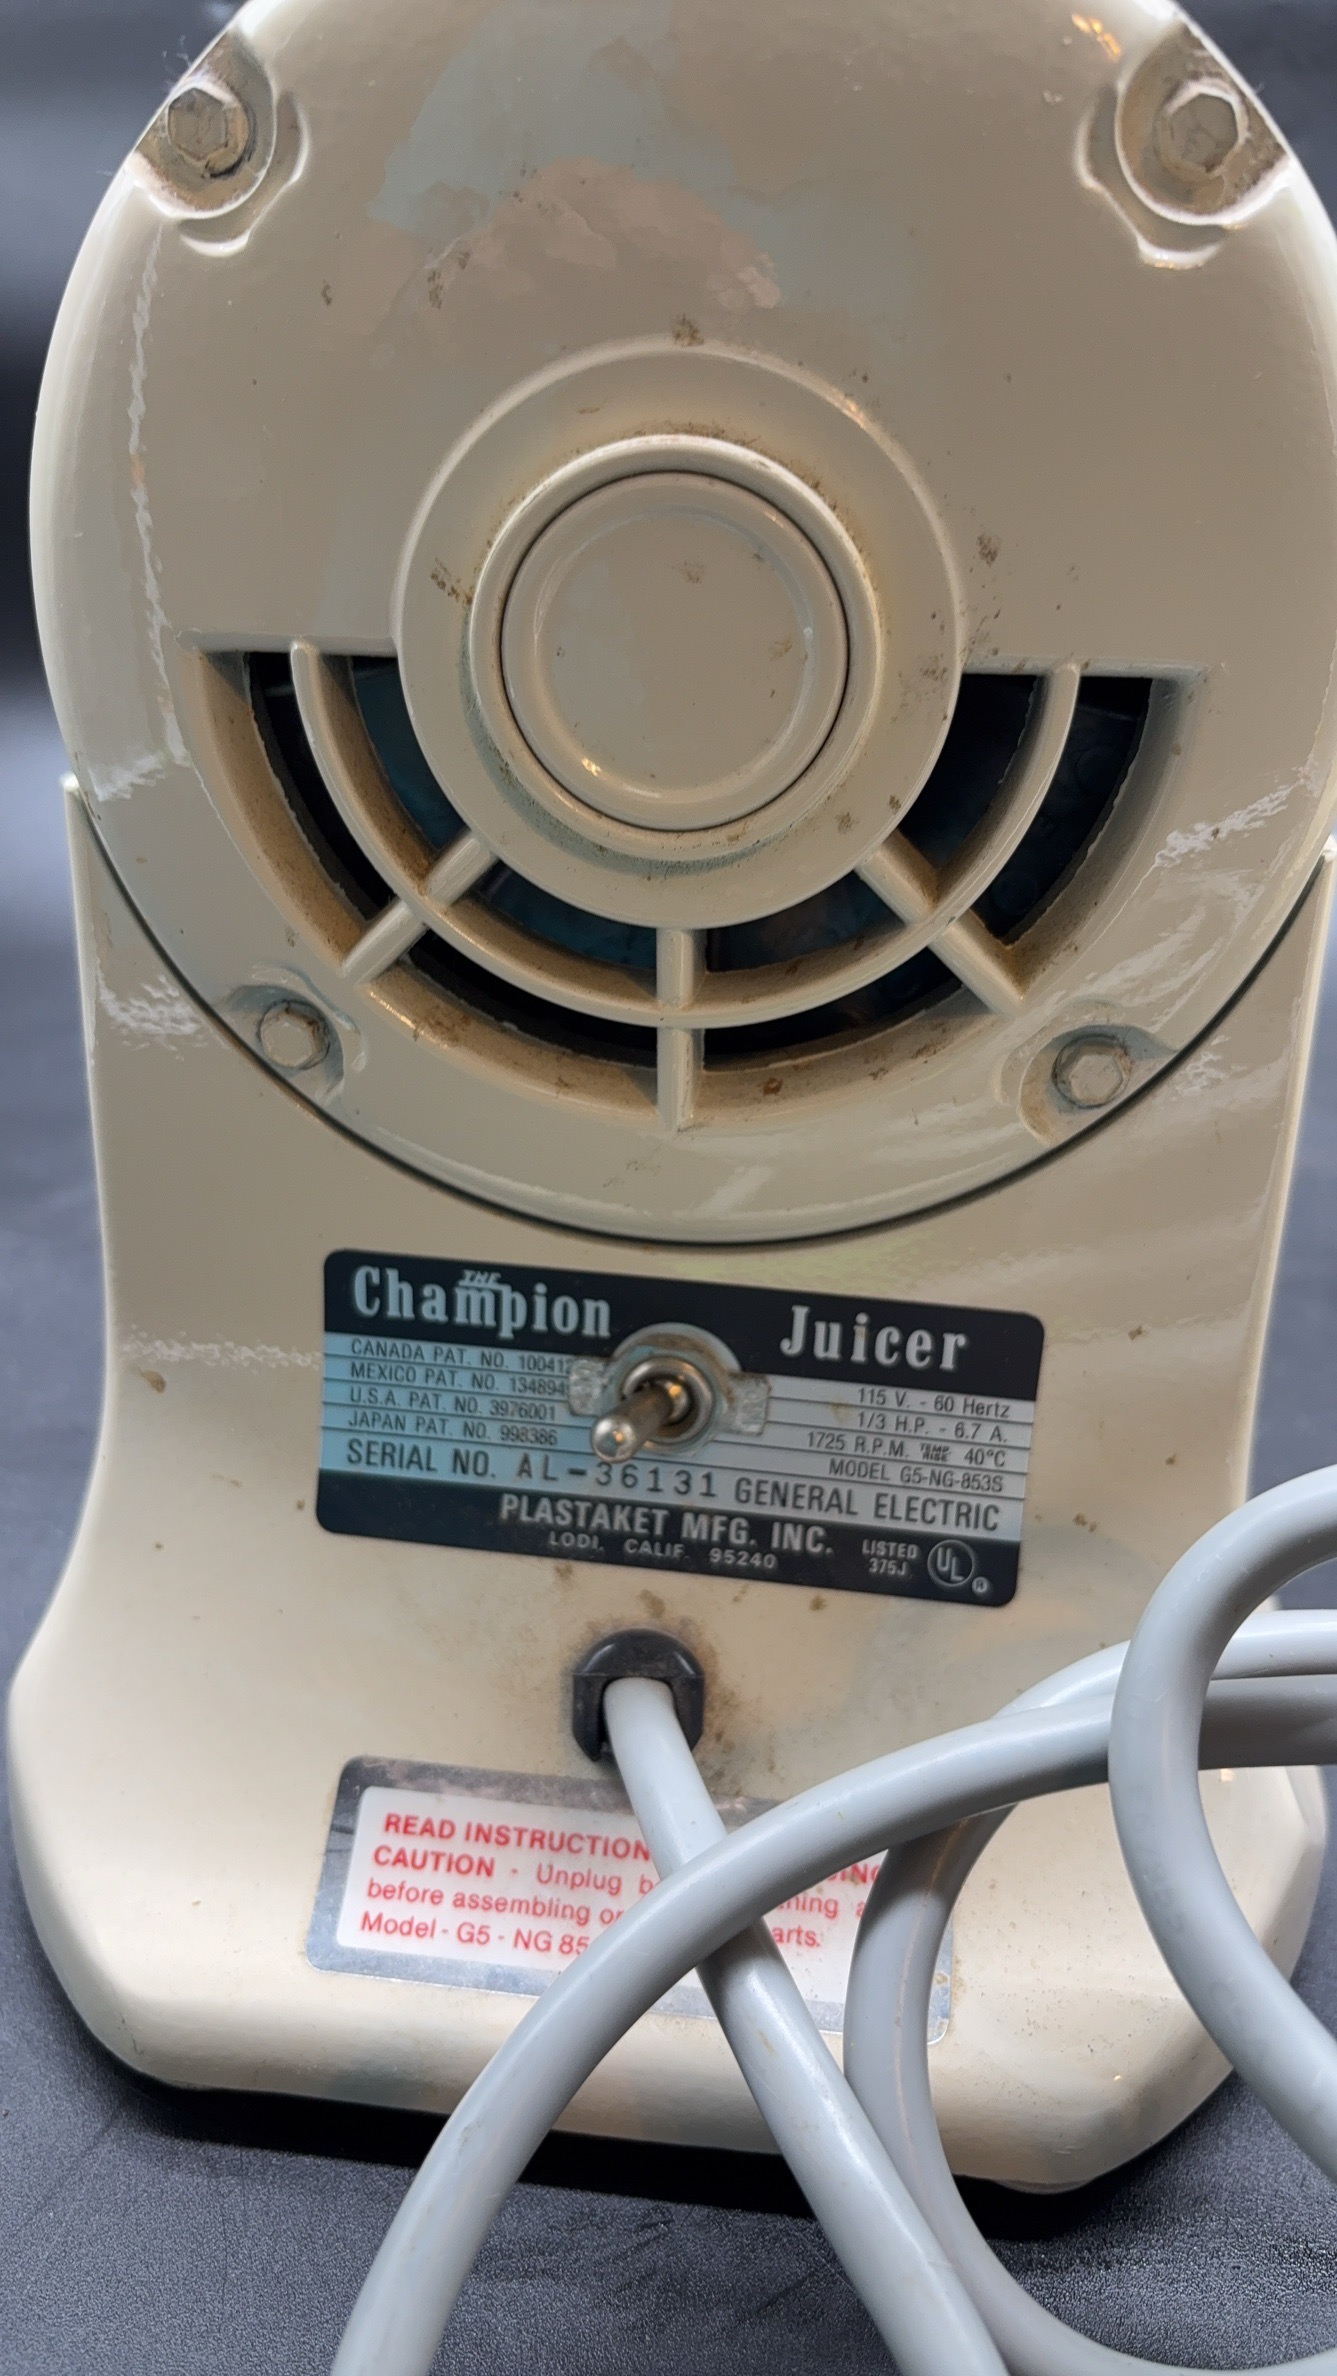 THE
Champion Juicer
CANADA PAT. NO.
MEXICO PAT. NO.
U.S.A. PAT. NO. 3976001
JAPAN PAT. NO. 998386
115 V. - 60 Hertz
1/3 H.P. - 6.7 A.
1725 R.P.M. TEMP. RISE 40°C
MODEL G5-NG-853S
SERIAL NO. AL-36131 GENERAL ELECTRIC
PLASTAKET MFG. INC.
LODI, CALIF. 95240
LISTED
375J
UL ®
READ
CAUTION - Unplug
before assembling
Model - G5 - NG